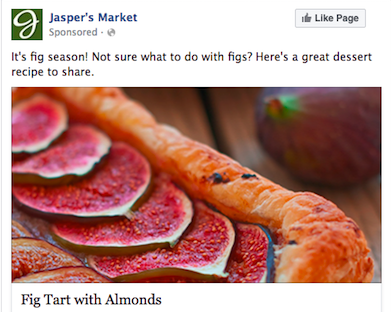 Jasper's Market
Like Page
Sponsored ·
It's fig season! Not sure what to do with figs? Here's a great dessert
recipe to share.
Fig Tart with Almonds